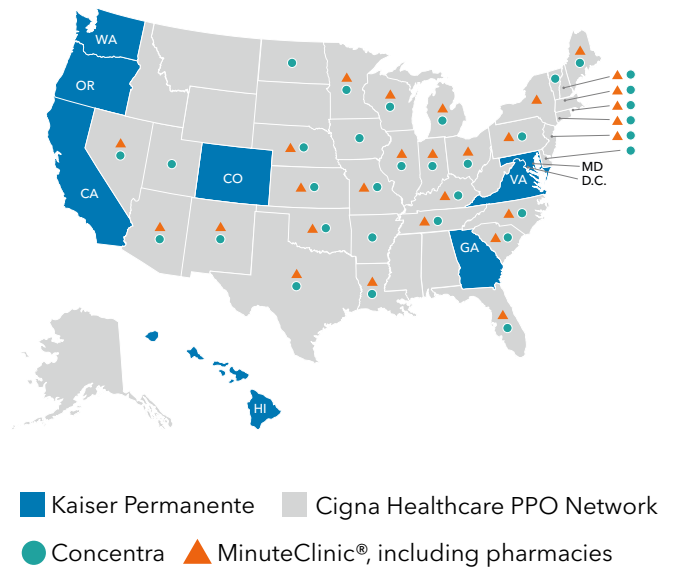 WA
OR
CA
CO
MD
VA
D.C.
GA
HI
Kaiser Permanente
Cigna Healthcare PPO Network
Concentra
MinuteClinic®, including pharmacies